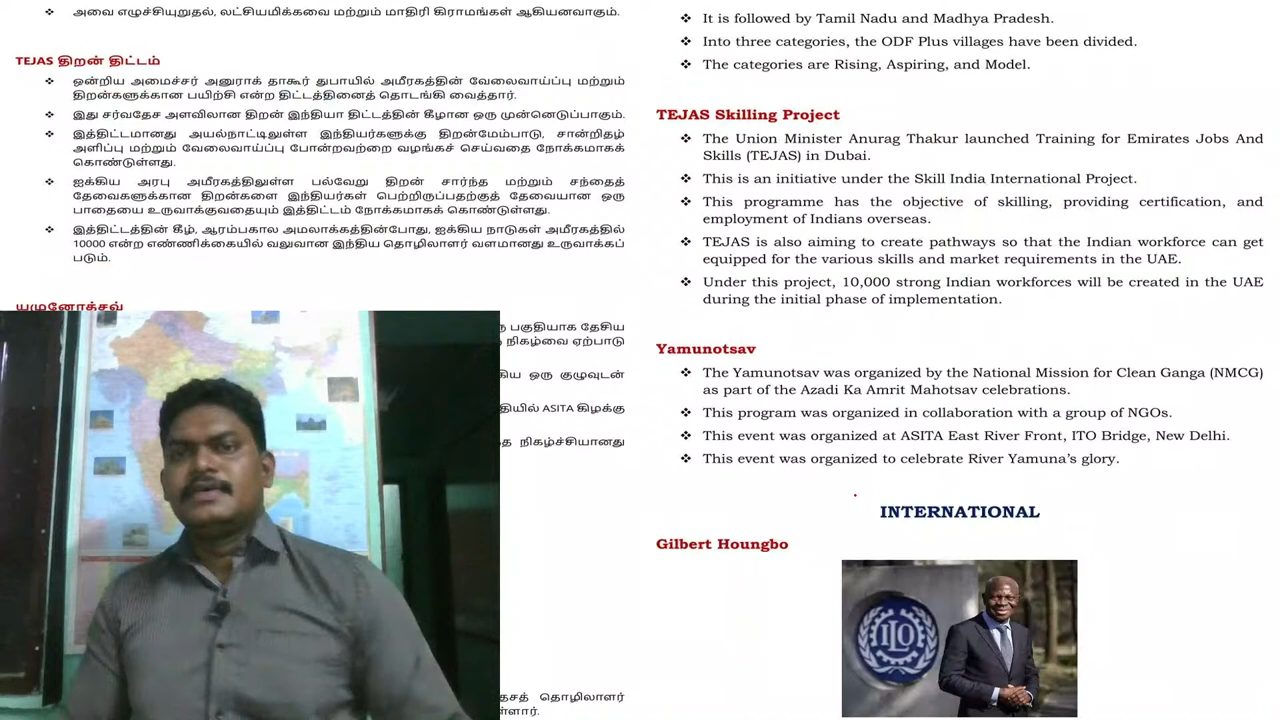 அவை எழுச்சியுறுதல், லட்சியமிக்கவை மற்றும் மாதிரி கிராமங்கள் ஆகியனவாகும்.
TEJAS திறன் திட்டம்
❖ ஒன்றிய அமைச்சர் அனுராக் தாகூர் துபாயில் அமீரகத்தின் வேலைவாய்ப்பு மற்றும்
திறன்களுக்கான பயிற்சி என்ற திட்டத்தினைத் தொடங்கி வைத்தார்.
❖ இது சர்வதேச அளவிலான திறன் இந்தியா திட்டத்தின் கீழான ஒரு முன்னெடுப்பாகும்.
❖ இத்திட்டமானது அயல்நாட்டிலுள்ள இந்தியர்களுக்கு திறன்மேம்பாடு, சான்றிதழ்
அளிப்பு மற்றும் வேலைவாய்ப்பு போன்றவற்றை வழங்கச் செய்வதை நோக்கமாகக்
கொண்டுள்ளது.
❖ ஐக்கிய அரபு அமீரகத்திலுள்ள பல்வேறு திறன் சார்ந்த மற்றும் சந்தைத்
தேவைகளுக்கான திறன்களை இந்தியர்கள் பெற்றிருப்பதற்குத் தேவையான ஒரு
பாதையை உருவாக்குவதையும் இத்திட்டம் நோக்கமாகக் கொண்டுள்ளது.
❖ இத்திட்டத்தின் கீழ், ஆரம்பகால அமலாக்கத்தின்போது, ஐக்கிய நாடுகள் அமீரகத்தில்
10000 என்ற எண்ணிக்கையில் வலுவான இந்திய தொழிலாளர் வளமானது உருவாக்கப்
படும்.
யமுனோத்சவ்
பகுதியாக தேசிய
நிகழ்வை ஏற்பாடு
ஒரு குழுவுடன்
ASITA கிழக்கு
நிகழ்ச்சியானது
தொழிலாளர்
❖ It is followed by Tamil Nadu and Madhya Pradesh.
❖ Into three categories, the ODF Plus villages have been divided.
❖ The categories are Rising, Aspiring, and Model.
TEJAS Skilling Project
❖ The Union Minister Anurag Thakur launched Training for Emirates Jobs And
Skills (TEJAS) in Dubai.
❖ This is an initiative under the Skill India International Project.
❖ This programme has the objective of skilling, providing certification, and
employment of Indians overseas.
❖ TEJAS is also aiming to create pathways so that the Indian workforce can get
equipped for the various skills and market requirements in the UAE.
❖ Under this project, 10,000 strong Indian workforces will be created in the UAE
during the initial phase of implementation.
Yamunotsav
❖ The Yamunotsav was organized by the National Mission for Clean Ganga (NMCG)
as part of the Azadi Ka Amrit Mahotsav celebrations.
❖ This program was organized in collaboration with a group of NGOs.
❖ This event was organized at ASITA East River Front, ITO Bridge, New Delhi.
❖ This event was organized to celebrate River Yamuna’s glory.
INTERNATIONAL
Gilbert Houngbo
ILO